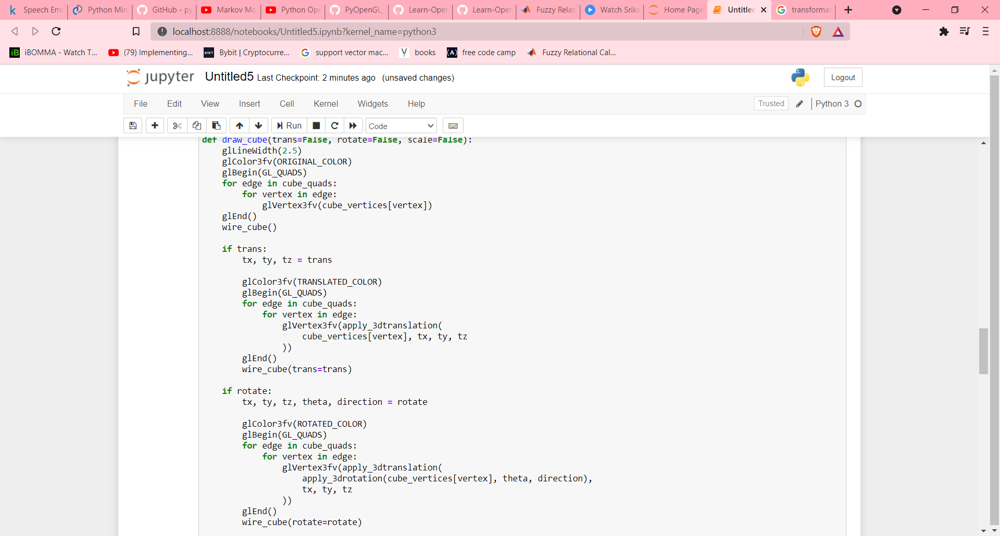 Speech Emo Python Min GitHub - py Markov Mo Python Ope PyOpenGL_ Learn-Open Learn-Open Fuzzy Relati Watch Srika Home Page Untitled transformat
localhost:8888/notebooks/Untitled5.ipynb?kernel_name=python3
iBOMMA - Watch T... (79) Implementing... Bybit | Cryptocurre... support vector mac... books free code camp Fuzzy Relational Cal...
jupyter Untitled5 Last Checkpoint: 2 minutes ago (unsaved changes) Logout
File Edit View Insert Cell Kernel Widgets Help Trusted Python 3
Run Code
def draw_cube(trans=False, rotate=False, scale=False):
    glLineWidth(2.5)
    glColor3fv(ORIGINAL_COLOR)
    glBegin(GL_QUADS)
    for edge in cube_quads:
        for vertex in edge:
            glVertex3fv(cube_vertices[vertex])
    glEnd()
    wire_cube()
    if trans:
        tx, ty, tz = trans
        glColor3fv(TRANSLATED_COLOR)
        glBegin(GL_QUADS)
        for edge in cube_quads:
            for vertex in edge:
                glVertex3fv(apply_3dtranslation(
                    cube_vertices[vertex], tx, ty, tz
                ))
        glEnd()
        wire_cube(trans=trans)
    if rotate:
        tx, ty, tz, theta, direction = rotate
        glColor3fv(ROTATED_COLOR)
        glBegin(GL_QUADS)
        for edge in cube_quads:
            for vertex in edge:
                glVertex3fv(apply_3dtranslation(
                    apply_3drotation(cube_vertices[vertex], theta, direction),
                    tx, ty, tz
                ))
        glEnd()
        wire_cube(rotate=rotate)